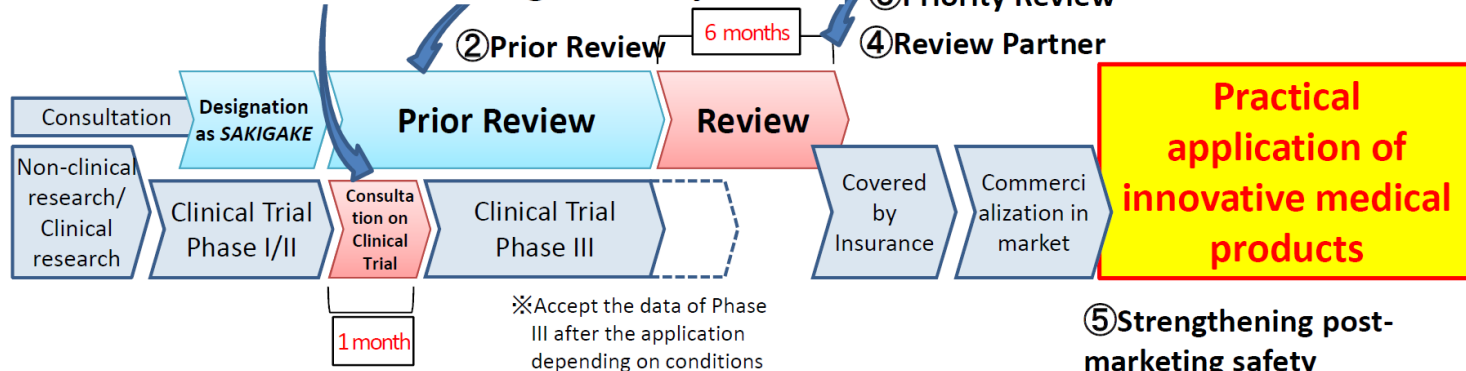 ③Priority Review
②Prior Review
6 months
④Review Partner
Consultation
Designation
as SAKIGAKE
Prior Review
Review
Practical
application of
innovative medical
products
Non-clinical
research/
Clinical
research
Clinical Trial
Phase I/II
Consulta
tion on
Clinical
Trial
Clinical Trial
Phase III
Covered
by
Insurance
Commerci
alization in
market
1 month
※Accept the data of Phase
III after the application
depending on conditions
⑤Strengthening post-
marketing safety